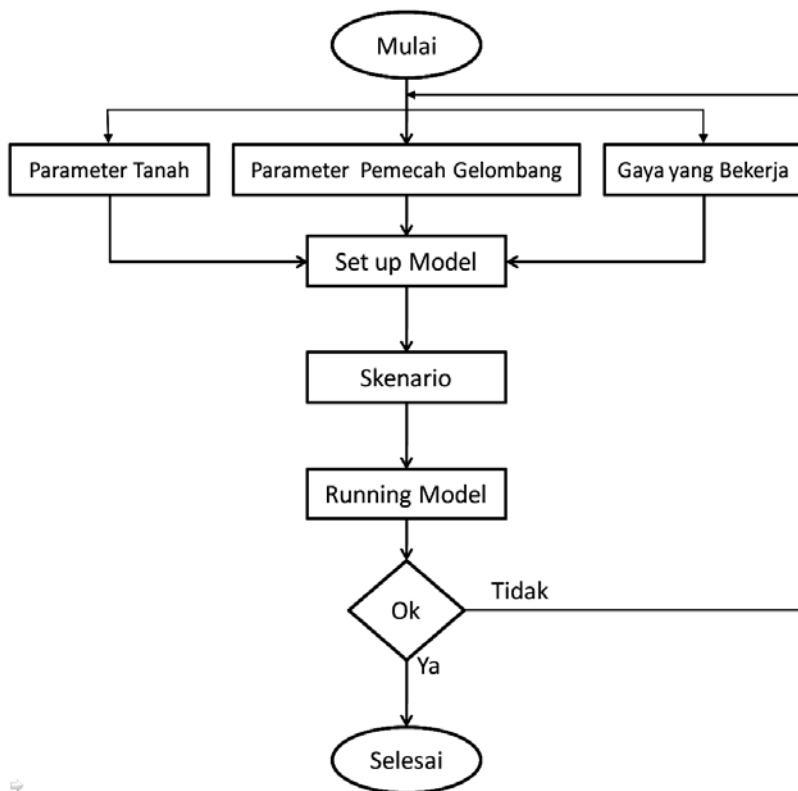 Mulai
Parameter Tanah
Parameter Pemecah Gelombang
Gaya yang Bekerja
Set up Model
Skenario
Running Model
Ok
Tidak
Ya
Selesai